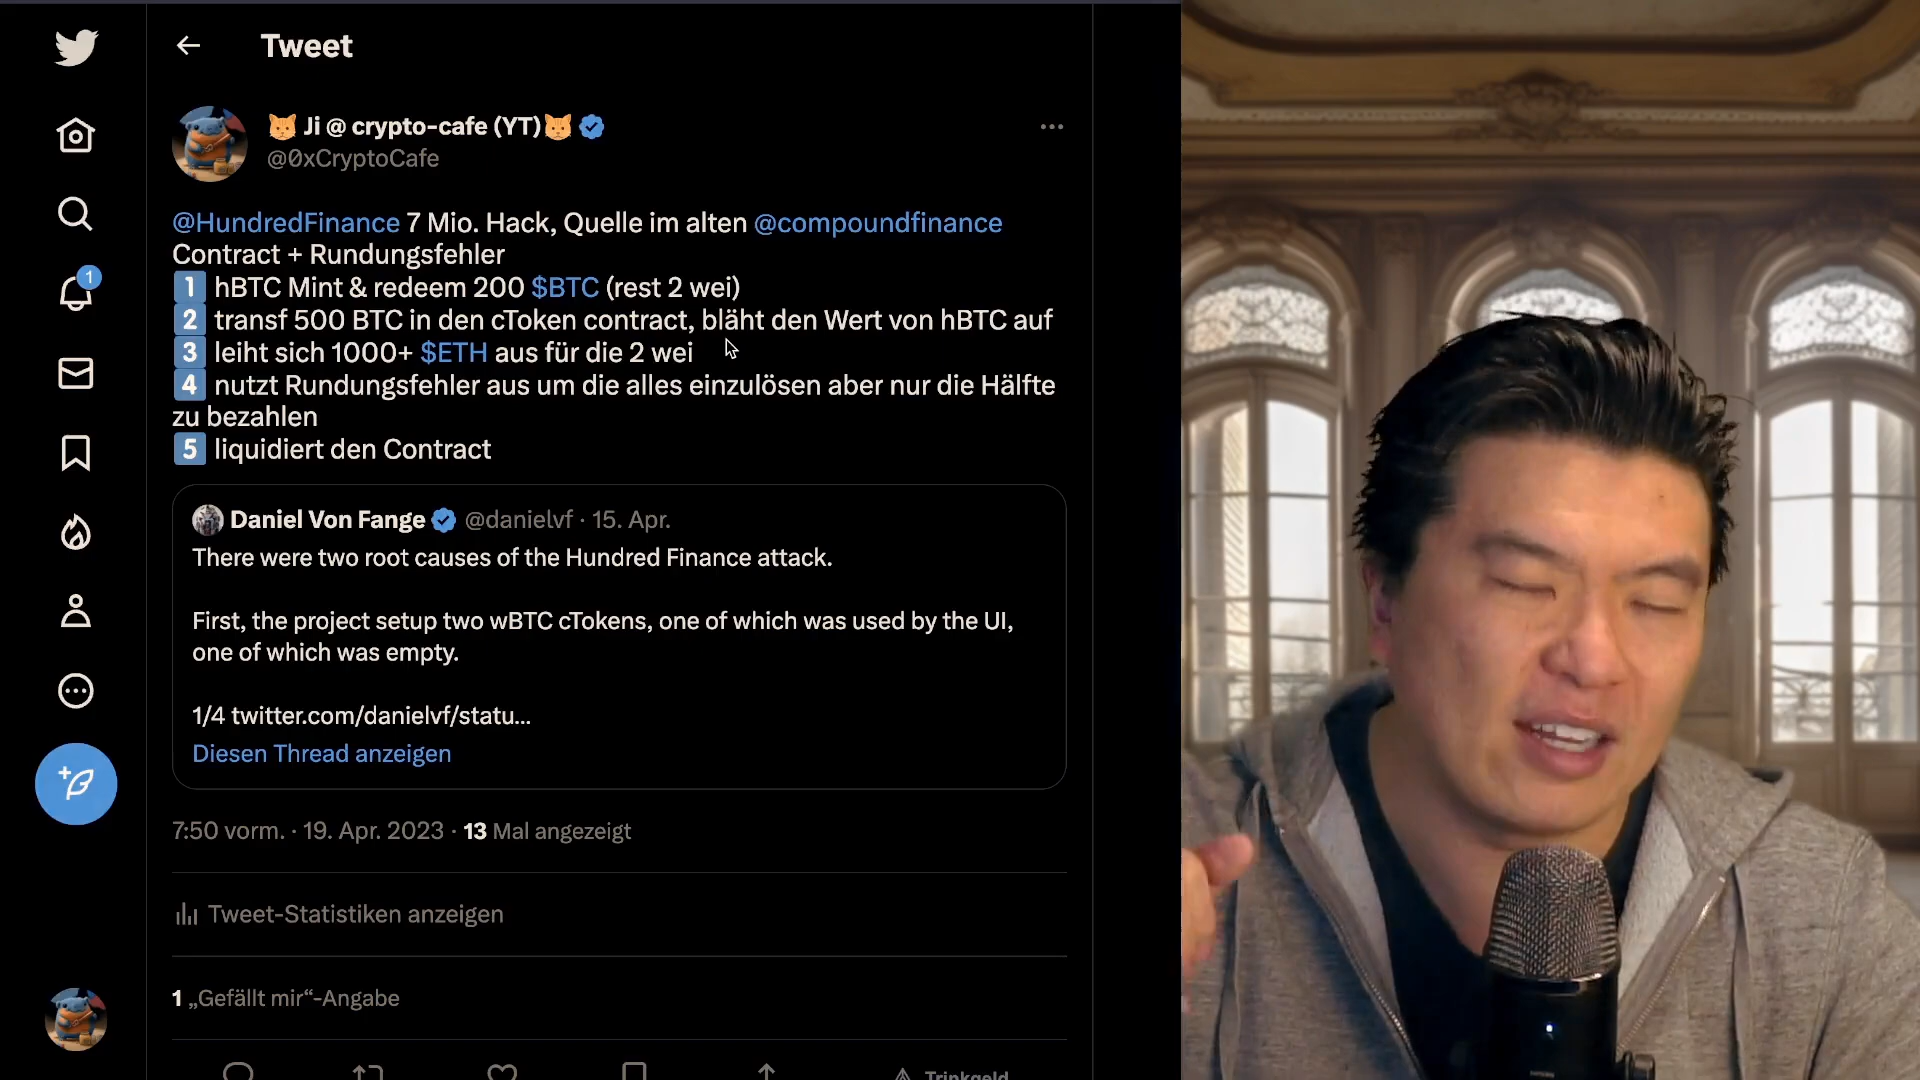 Tweet
🐱 Ji @ crypto-cafe (YT)🐱
@0xCryptoCafe
@HundredFinance 7 Mio. Hack, Quelle im alten @compoundfinance
Contract + Rundungsfehler
1 hBTC Mint & redeem 200 $BTC (rest 2 wei)
2 transf 500 BTC in den cToken contract, bläht den Wert von hBTC auf
3 leiht sich 1000+ $ETH aus für die 2 wei
4 nutzt Rundungsfehler aus um die alles einzulösen aber nur die Hälfte
zu bezahlen
5 liquidiert den Contract
Daniel Von Fange @danielvf · 15. Apr.
There were two root causes of the Hundred Finance attack.
First, the project setup two wBTC cTokens, one of which was used by the UI,
one of which was empty.
1/4 twitter.com/danielvf/statu...
Diesen Thread anzeigen
7:50 vorm. · 19. Apr. 2023 · 13 Mal angezeigt
Tweet-Statistiken anzeigen
1 „Gefällt mir“-Angabe
Trinkgeld
1